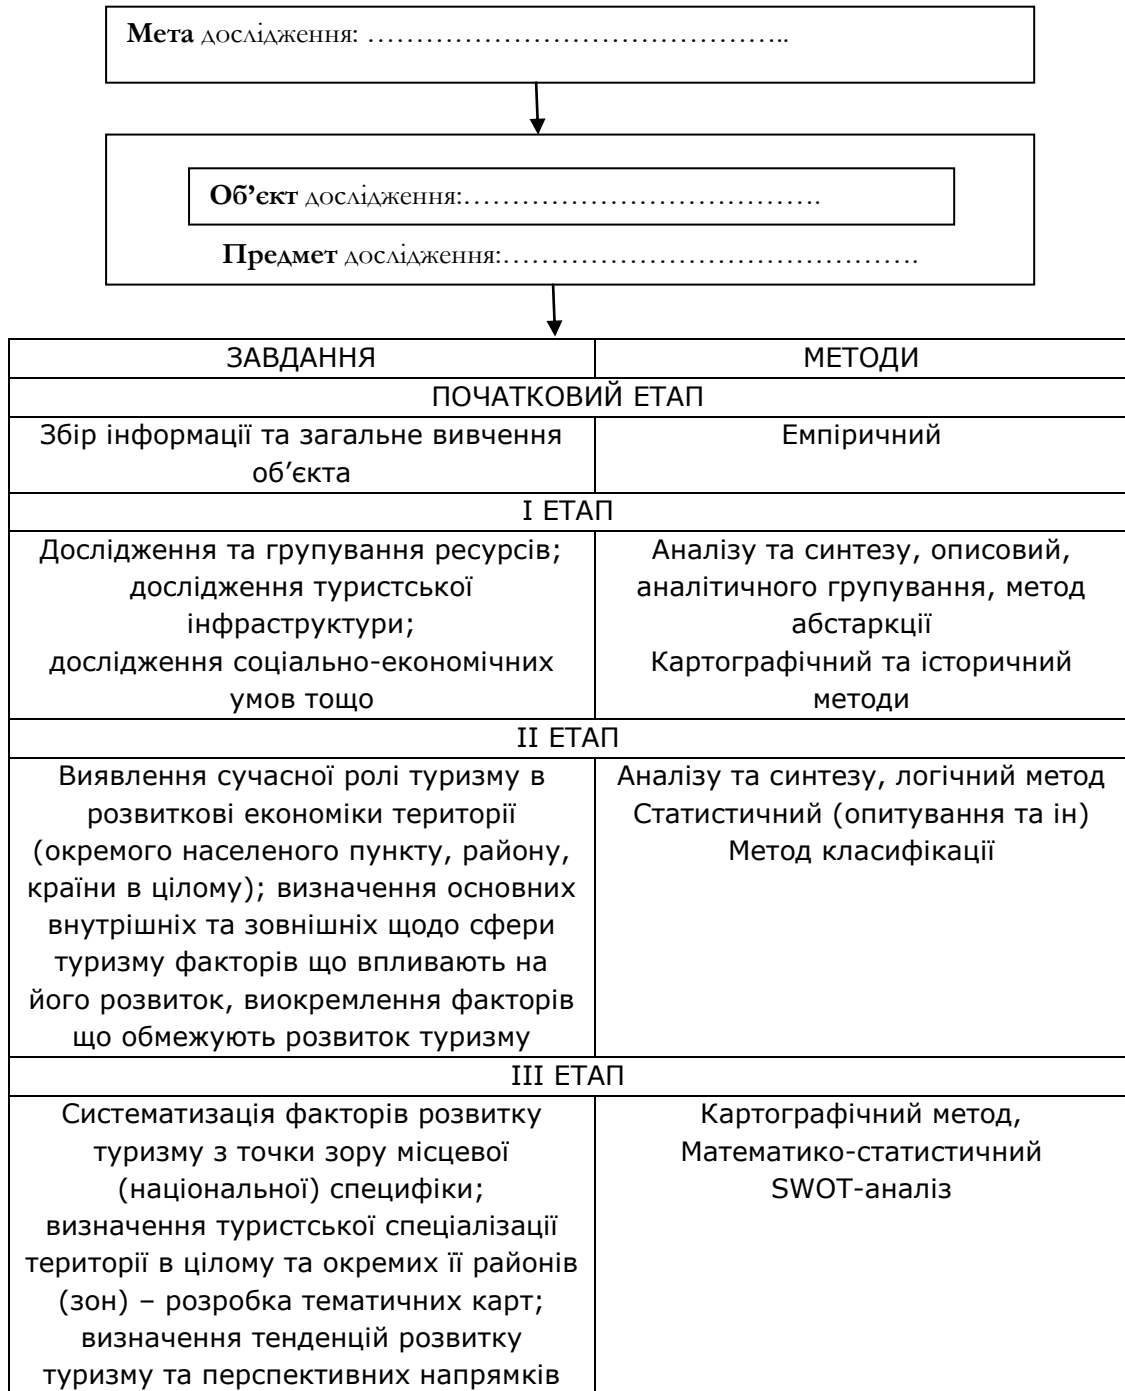 Мета дослідження: ……………………………………..
Об’єкт дослідження:……………………………….
Предмет дослідження:…………………………………….
ЗАВДАННЯ
МЕТОДИ
ПОЧАТКОВИЙ ЕТАП
Збір інформації та загальне вивчення
об’єкта
Емпіричний
І ЕТАП
Дослідження та групування ресурсів;
дослідження туристської
інфраструктури;
дослідження соціально-економічних
умов тощо
Аналізу та синтезу, описовий,
аналітичного групування, метод
абстаркції
Картографічний та історичний
методи
ІІ ЕТАП
Виявлення сучасної ролі туризму в
розвиткові економіки території
(окремого населеного пункту, району,
країни в цілому); визначення основних
внутрішніх та зовнішніх щодо сфери
туризму факторів що впливають на
його розвиток, виокремлення факторів
що обмежують розвиток туризму
Аналізу та синтезу, логічний метод
Статистичний (опитування та ін)
Метод класифікації
ІІІ ЕТАП
Систематизація факторів розвитку
туризму з точки зору місцевої
(національної) специфіки;
визначення туристської спеціалізації
території в цілому та окремих її районів
(зон) – розробка тематичних карт;
визначення тенденцій розвитку
туризму та перспективних напрямків
Картографічний метод,
Математико-статистичний
SWOT-аналіз